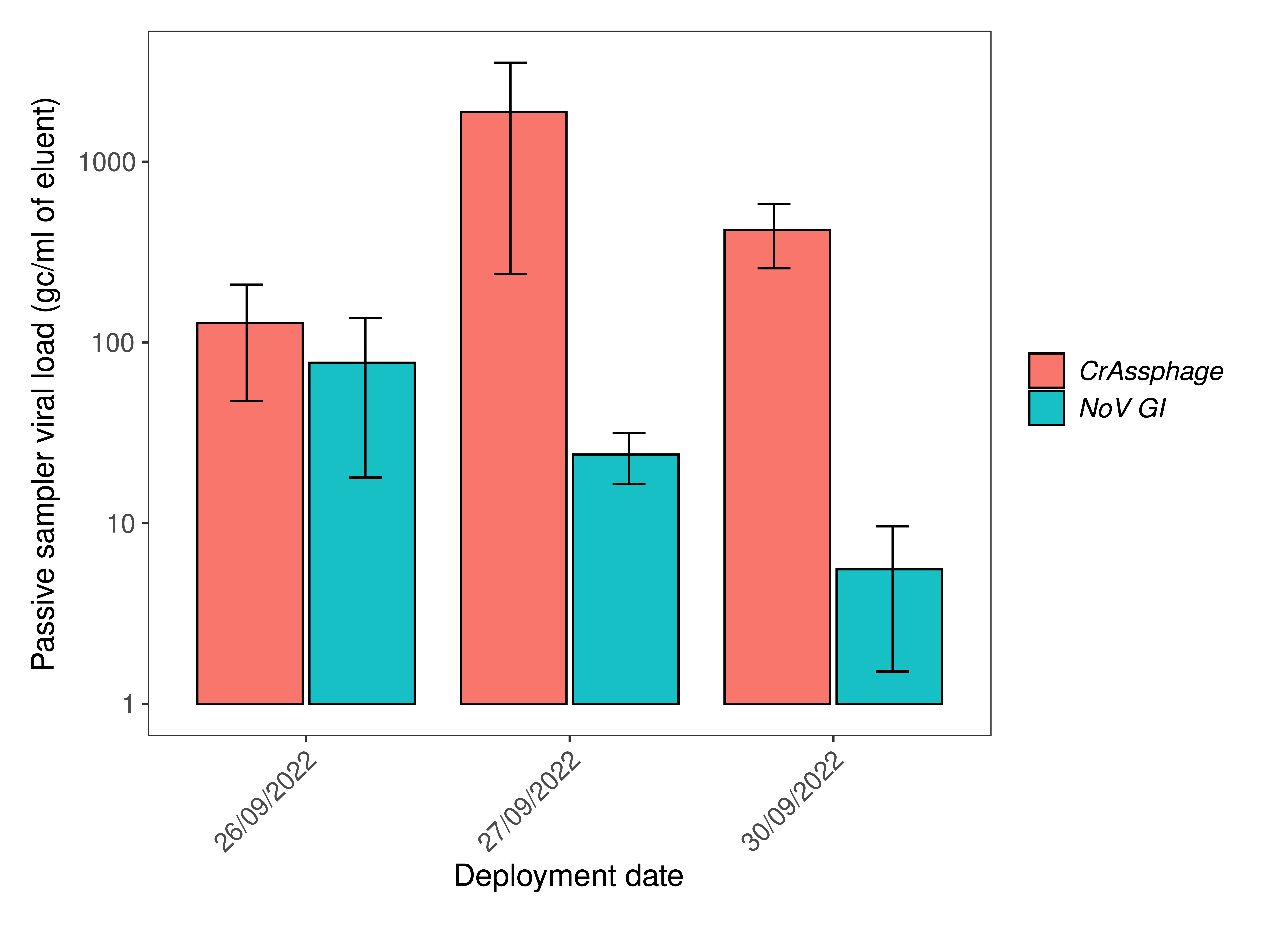 Passive sampler viral load (gc/ml of eluent)
1000
100
10
1
26/09/2022
27/09/2022
30/09/2022
Deployment date
CrAssphage
NoV GI